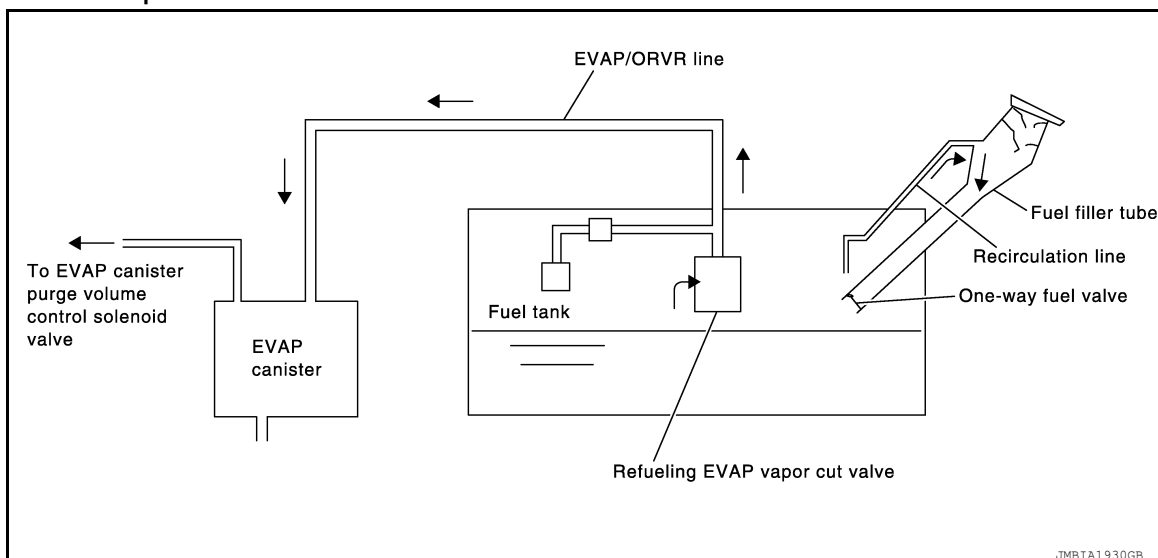 EVAP/ORVR line
Fuel filler tube
Recirculation line
One-way fuel valve
To EVAP canister
purge volume
control solenoid
valve
Fuel tank
EVAP
canister
Refueling EVAP vapor cut valve
JMBIA1930GB